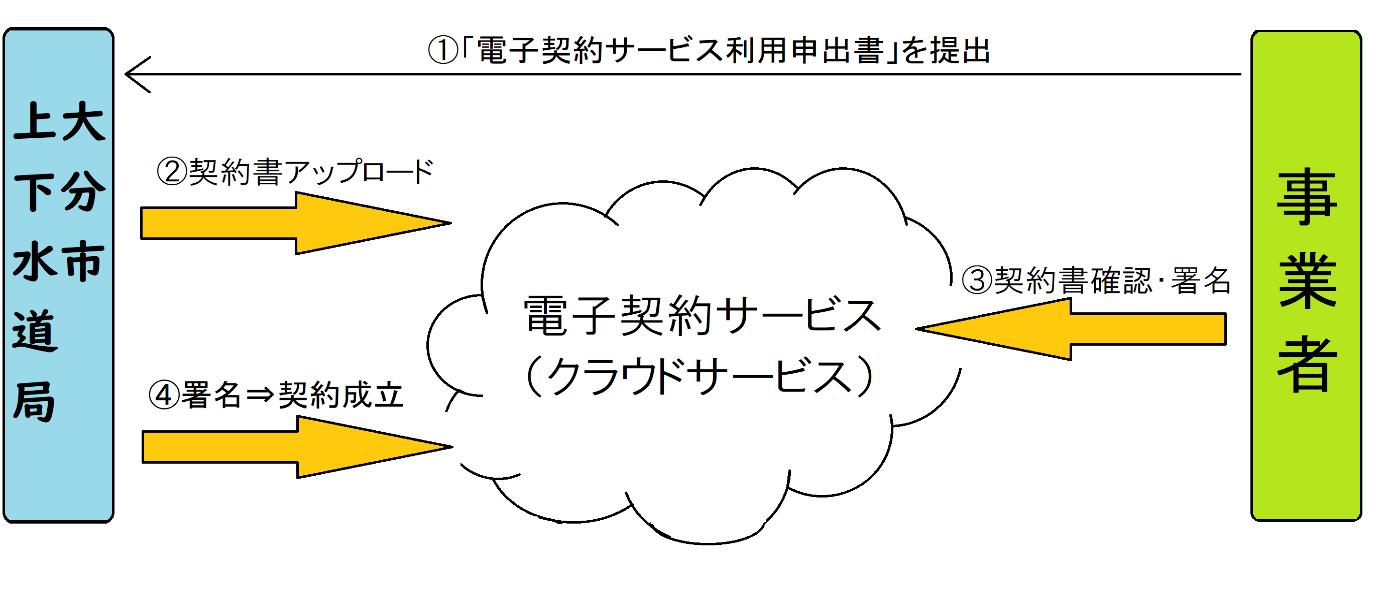 ①「電子契約サービス利用申出書」を提出
大分市
上下水道局
②契約書アップロード
電子契約サービス
（クラウドサービス）
③契約書確認・署名
④署名⇒契約成立
事業者